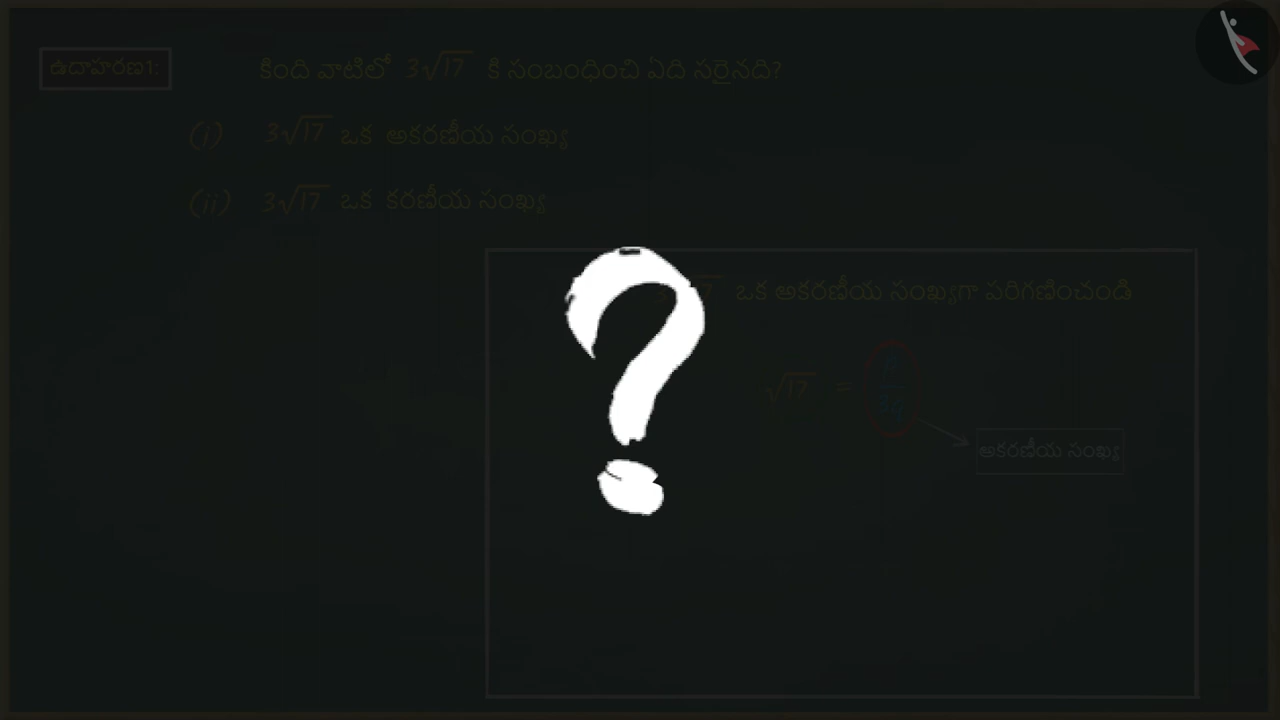 ఉదాహరణ1:
కింది వాటిలో 3√17 కి సంబంధించి ఏది సరైనది?
(i) 3√17 ఒక అకరణీయ సంఖ్య
(ii) 3√17 ఒక కరణీయ సంఖ్య
ఒక అకరణీయ సంఖ్యగా పరిగణించండి
√17 = p/3q
అకరణీయ సంఖ్య
?